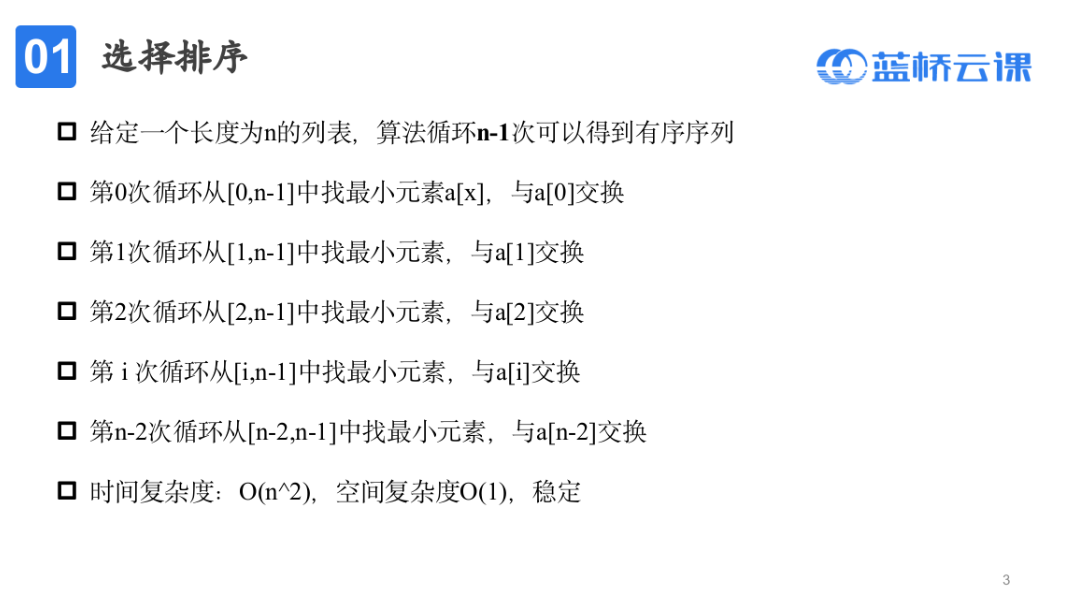 01 选择排序
蓝桥云课
给定一个长度为n的列表，算法循环n-1次可以得到有序序列
第0次循环从[0,n-1]中找最小元素a[x]，与a[0]交换
第1次循环从[1,n-1]中找最小元素，与a[1]交换
第2次循环从[2,n-1]中找最小元素，与a[2]交换
第 i 次循环从[i,n-1]中找最小元素，与a[i]交换
第n-2次循环从[n-2,n-1]中找最小元素，与a[n-2]交换
时间复杂度：O(n^2)，空间复杂度O(1)，稳定
3